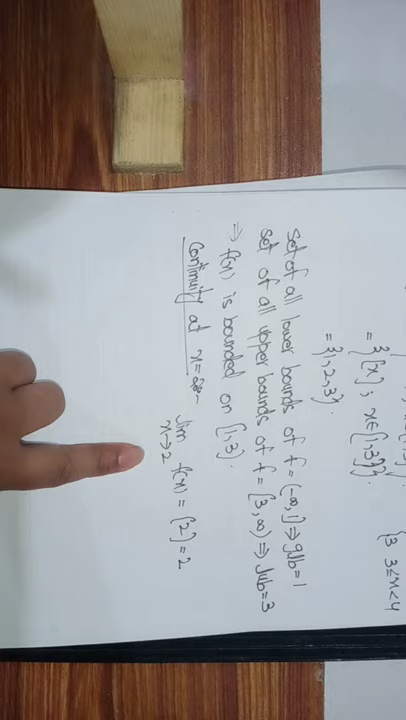 3 3≤x<4
= {[x] ; x∈[1,3]}.
= {1,2,3}.
Set of all lower bounds of f = (-∞,1] ⇒ glb=1
Set of all upper bounds of f = [3,∞) ⇒ lub=3
⇒ f(x) is bounded on [1,3].
Continuity at x=2:-
lim f(x) = [2] = 2
x→2